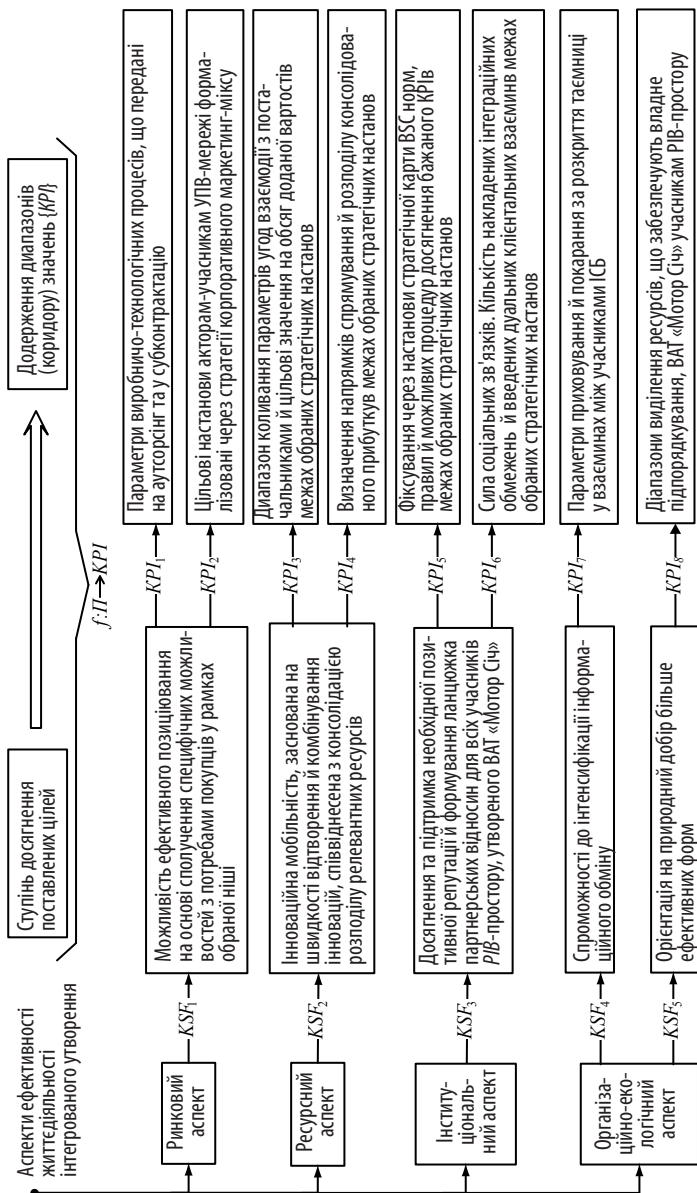 Аспекти ефективності
життєдіяльності
інтегрованого утворення
Ступінь досягнення
поставлених цілей
Додерження диапазонів
(коридору) значень {KPI}
f:П→KPI
Ринковий
аспект
KSF1
Можливість ефективного позиціювання
на основі сполучення специфічних можли-
востей з потребами покупців у рамках
обраної ніші
KPI1
Параметри виробничо-технологічних процесів, що передані
на аутсорсінг та у субконтрактацію
KPI2
Цільові настанови акторам-учасникам УПВ-мережі форма-
лізовані через стратегії корпоративного маркетинг-міксу
Ресурсний
аспект
KSF2
Інноваційна мобільність, заснована на
швидкості відтворення й комбінування
інновацій, співвіднесена з консолідацією
розподілу релевантних ресурсів
KPI3
Диапазон коливання параметрів угод взаємодії з поста-
чальниками й цільові значення на обсяг доданої вартостів
межах обраних стратегічних настанов
KPI4
Визначення напрямків спрямування й розподілу консолідова-
ного прибуткув межах обраних стратегічних настанов
Інститу-
ціональ-
ний аспект
KSF3
Досягнення та підтримка необхідної пози-
тивної репутації й формування ланцюжка
партнерських відносин для всіх учасників
РІВ-простору, утвореного ВАТ «Мотор Січ»
KPI5
Фіксування через настанови стратегічної карти BSC норм,
правил й можливих процедур досягнення бажаного KPIв
межах обраних стратегічних настанов
KPI6
Сила соціальних зв'язків. Кількість накладених інтеграційних
обмежень й введених дуальних клієнтальних взаєминв межах
обраних стратегічних настанов
Організа-
ційно-еко-
логічний
аспект
KSF4
Спроможності до інтенсифікації інформа-
ційного обміну
KPI7
Параметри приховування й покарання за розкриття таємниці
у взаєминах між учасниками ІСБ
KSF5
Орієнтація на природний добір більше
ефективних форм
KPI8
Діапазони виділення ресурсів, що забезпечують владне
підпорядкування, ВАТ «Мотор Січ» учасникам РІВ-простору